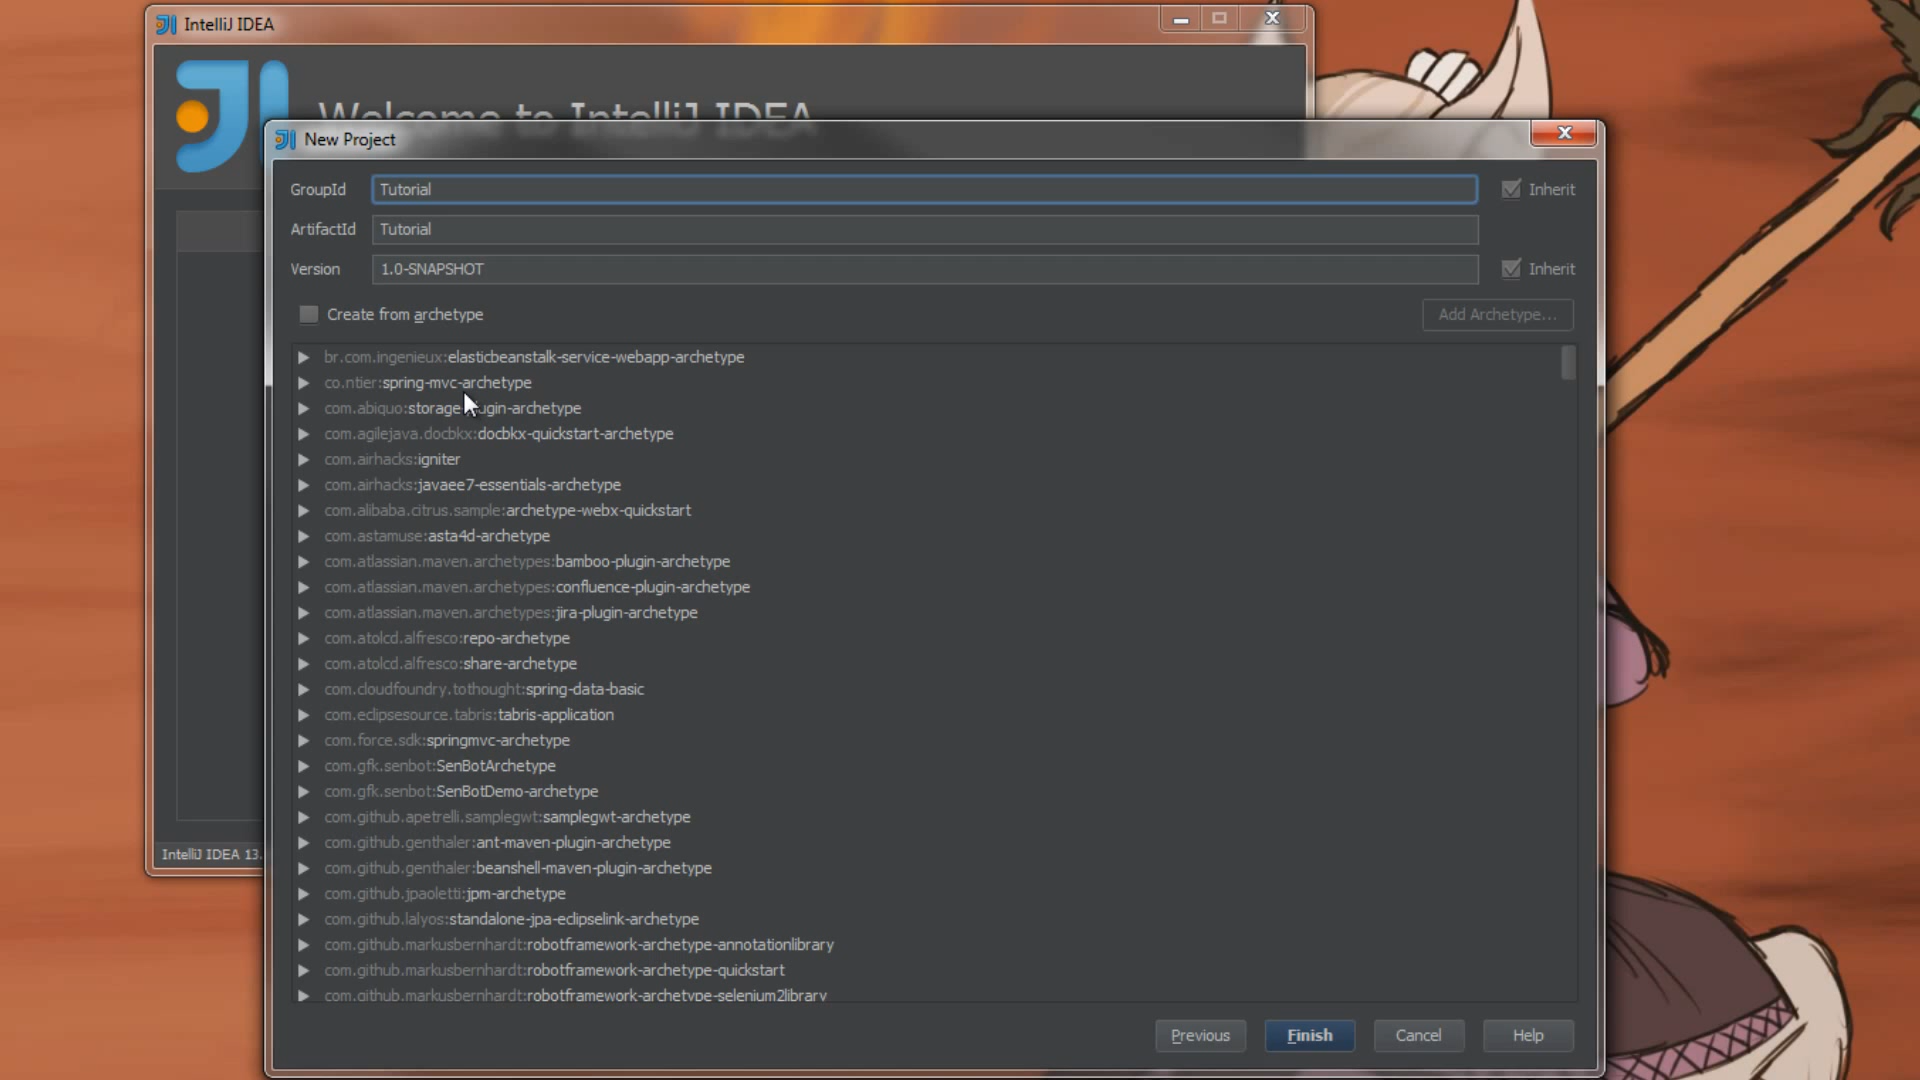 IntelliJ IDEA
Welcome to IntelliJ IDEA
New Project
GroupId Tutorial Inherit
ArtifactId Tutorial
Version 1.0-SNAPSHOT Inherit
Create from archetype Add Archetype...
br.com.ingenieux:elasticbeanstalk-service-webapp-archetype
co.ntier:spring-mvc-archetype
com.abiquo:storage-plugin-archetype
com.agilejava.docbkx:docbkx-quickstart-archetype
com.airhacks:igniter
com.airhacks:javaee7-essentials-archetype
com.alibaba.citrus.sample:archetype-webx-quickstart
com.astamuse:asta4d-archetype
com.atlassian.maven.archetypes:bamboo-plugin-archetype
com.atlassian.maven.archetypes:confluence-plugin-archetype
com.atlassian.maven.archetypes:jira-plugin-archetype
com.atolcd.alfresco:repo-archetype
com.atolcd.alfresco:share-archetype
com.cloudfoundry.tothought:spring-data-basic
com.eclipsesource.tabris:tabris-application
com.force.sdk:springmvc-archetype
com.gfk.senbot:SenBotArchetype
com.gfk.senbot:SenBotDemo-archetype
com.github.apetrelli.samplegwt:samplegwt-archetype
com.github.genthaler:ant-maven-plugin-archetype
com.github.genthaler:beanshell-maven-plugin-archetype
com.github.jpaoletti:jpm-archetype
com.github.lalyos:standalone-jpa-eclipselink-archetype
com.github.markusbernhardt:robotframework-archetype-annotationlibrary
com.github.markusbernhardt:robotframework-archetype-quickstart
com.github.markusbernhardt:robotframework-archetype-selenium2library
IntelliJ IDEA 13.
Previous Finish Cancel Help